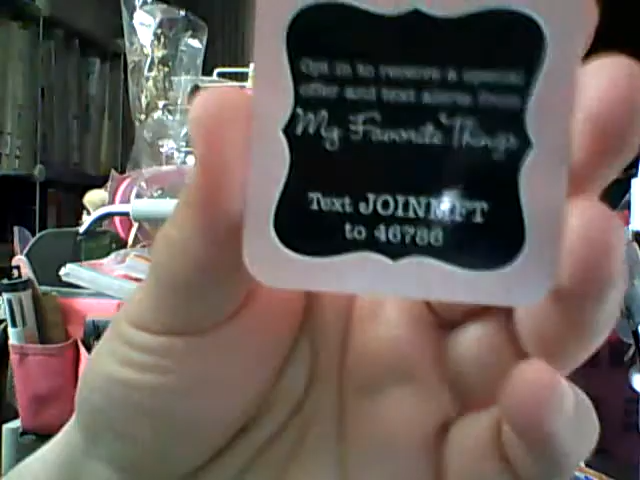 Opt in to receive a special
offer and text alerts from
My Favorite Things
Text JOINMFT
to 46786